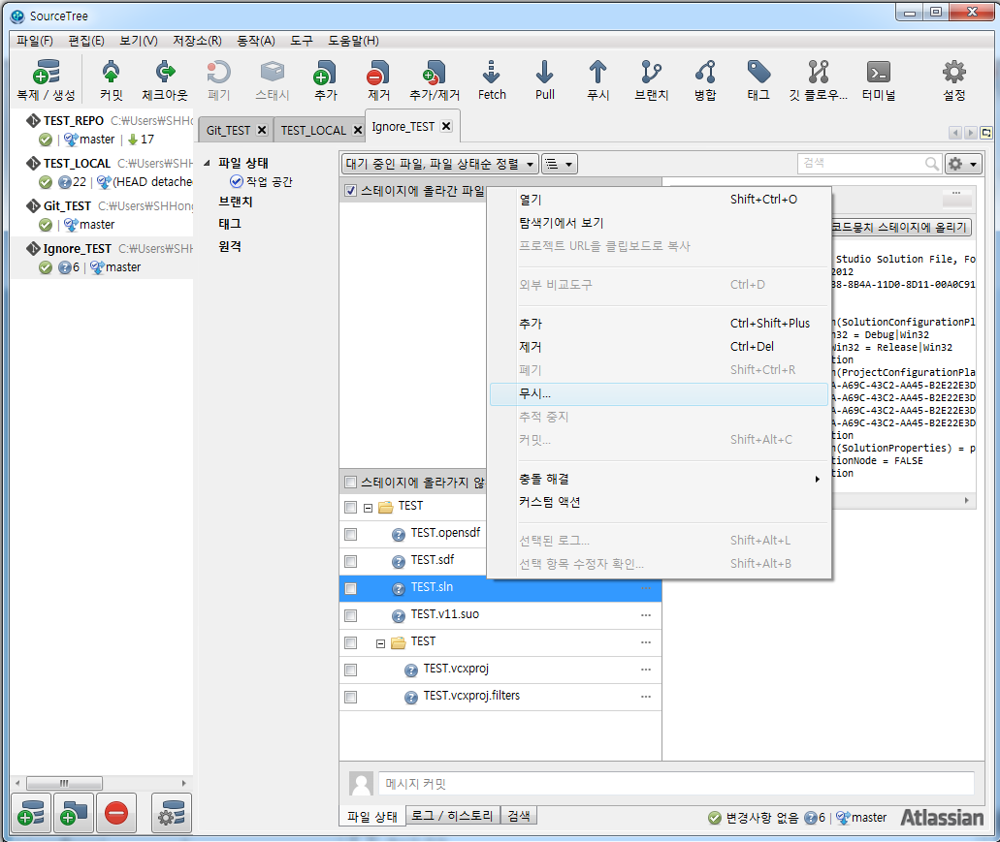 SourceTree
파일(F) 편집(E) 보기(V) 저장소(R) 동작(A) 도구 도움말(H)
복제 / 생성 커밋 체크아웃 폐기 스태시 추가 제거 추가/제거 Fetch Pull 푸시 브랜치 병합 태그 깃 플로우... 터미널 설정
TEST_REPO C:\Users\SHHo
master 17
TEST_LOCAL C:\Users\SHH
22 (HEAD detache
Git_TEST C:\Users\SHHong
master
Ignore_TEST C:\Users\SHH
6 master
Git_TEST TEST_LOCAL Ignore_TEST
파일 상태
작업 공간
브랜치
태그
원격
대기 중인 파일, 파일 상태순 정렬 검색
스테이지에 올라간 파일
열기 Shift+Ctrl+O
탐색기에서 보기
프로젝트 URL을 클립보드로 복사
외부 비교도구 Ctrl+D
추가 Ctrl+Shift+Plus
제거 Ctrl+Del
폐기 Shift+Ctrl+R
무시...
추적 중지
커밋... Shift+Alt+C
충돌 해결
커스텀 액션
선택된 로그... Shift+Alt+L
선택 항목 수정자 확인... Shift+Alt+B
...
코드뭉치 스테이지에 올리기
Studio Solution File, Fo
2012
B8-8B4A-11D0-8D11-00A0C91
n(SolutionConfigurationPl
in32 = Debug|Win32
Win32 = Release|Win32
tion
n(ProjectConfigurationPla
A-A69C-43C2-AA45-B2E22E3D
A-A69C-43C2-AA45-B2E22E3D
A-A69C-43C2-AA45-B2E22E3D
A-A69C-43C2-AA45-B2E22E3D
tion
n(SolutionProperties) = p
tionNode = FALSE
tion
스테이지에 올라가지 않
TEST
TEST.opensdf
TEST.sdf
TEST.sln ...
TEST.v11.suo ...
TEST ...
TEST.vcxproj ...
TEST.vcxproj.filters ...
메시지 커밋
파일 상태 로그 / 히스토리 검색
변경사항 없음 6 master Atlassian